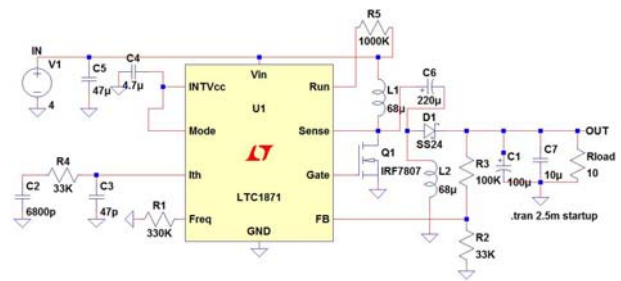 R5
1000K
IN
V1
4
C5
47µ
C4
4.7µ
Vin
INTVcc
Run
U1
Mode
Sense
Ith
Gate
LTC1871
Freq
FB
GND
L1
68µ
C6
220µ
D1
SS24
OUT
Q1
IRF7807
L2
68µ
R3
100K
C1
100µ
C7
10µ
Rload
10
R4
33K
C2
6800p
C3
47p
R1
330K
R2
33K
.tran 2.5m startup